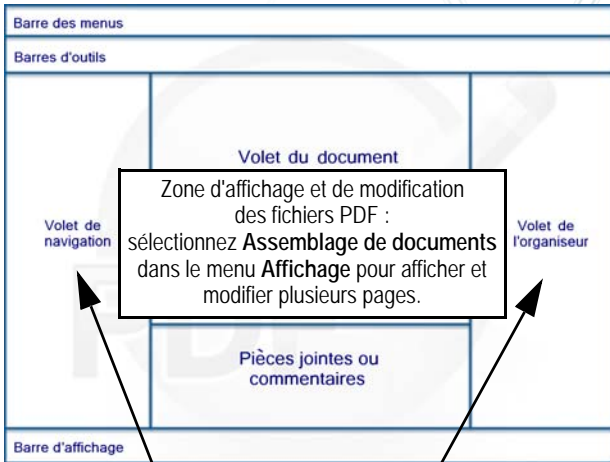 Barre des menus
Barres d'outils
Volet du document
Zone d'affichage et de modification
des fichiers PDF :
sélectionnez Assemblage de documents
dans le menu Affichage pour afficher et
modifier plusieurs pages.
Volet de
navigation
Volet de
l'organiseur
Pièces jointes ou
commentaires
Barre d'affichage
PDF